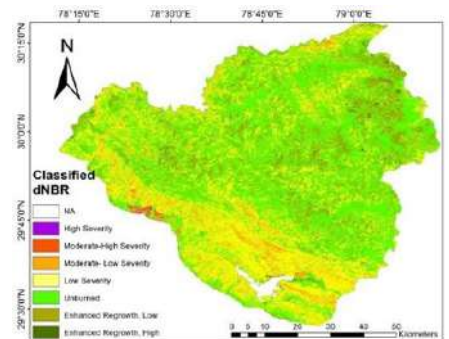 78°15'0"E 78°30'0"E 78°45'0"E 79°0'0"E
30°15'0"N
N
30°0'0"N
Classified
dNBR
NA
29°45'0"N
High Severity
Moderate-High Severity
Moderate- Low Severity
Low Severity
Unburned
29°30'0"N
Enhanced Regrowth, Low
Enhanced Regrowth, High
0 5 10 20 30 40 50
Kilometers